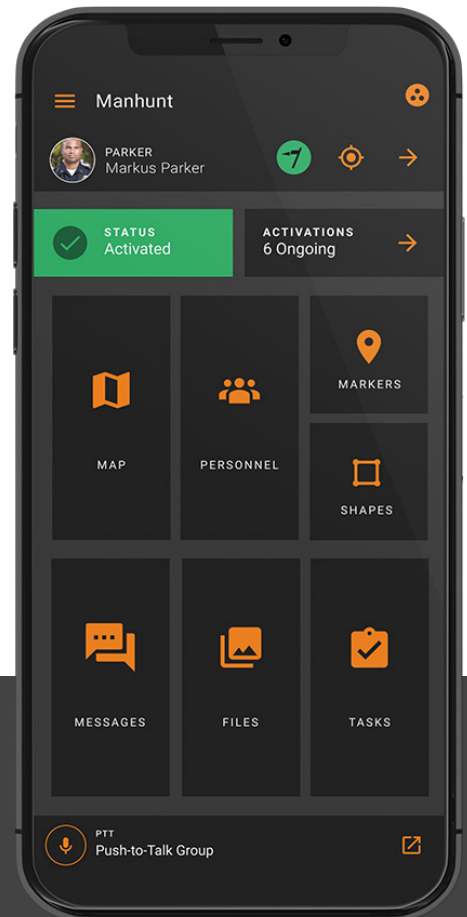 Manhunt
PARKER
Markus Parker
STATUS
Activated
ACTIVATIONS
6 Ongoing
MAP
PERSONNEL
MARKERS
SHAPES
MESSAGES
FILES
TASKS
PTT
Push-to-Talk Group